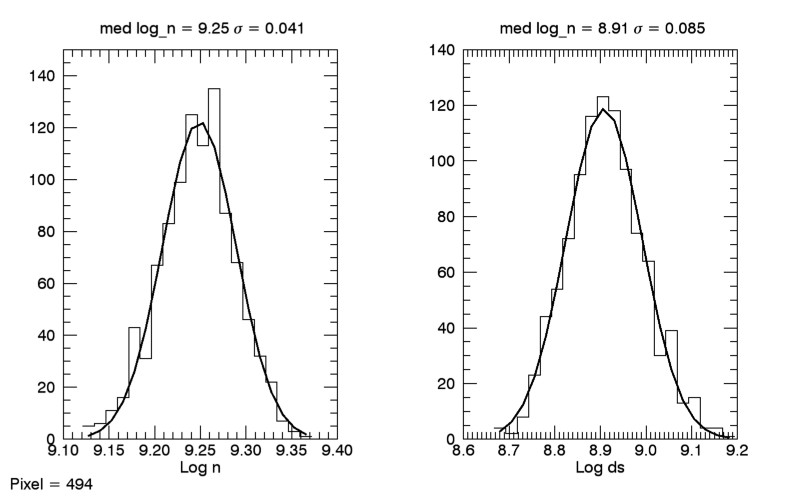 med log_n = 9.25 σ = 0.041
140
120
100
80
60
40
20
0
9.10 9.15 9.20 9.25 9.30 9.35 9.40
Log n
med log_n = 8.91 σ = 0.085
140
120
100
80
60
40
20
0
8.6 8.7 8.8 8.9 9.0 9.1 9.2
Log ds
Pixel = 494